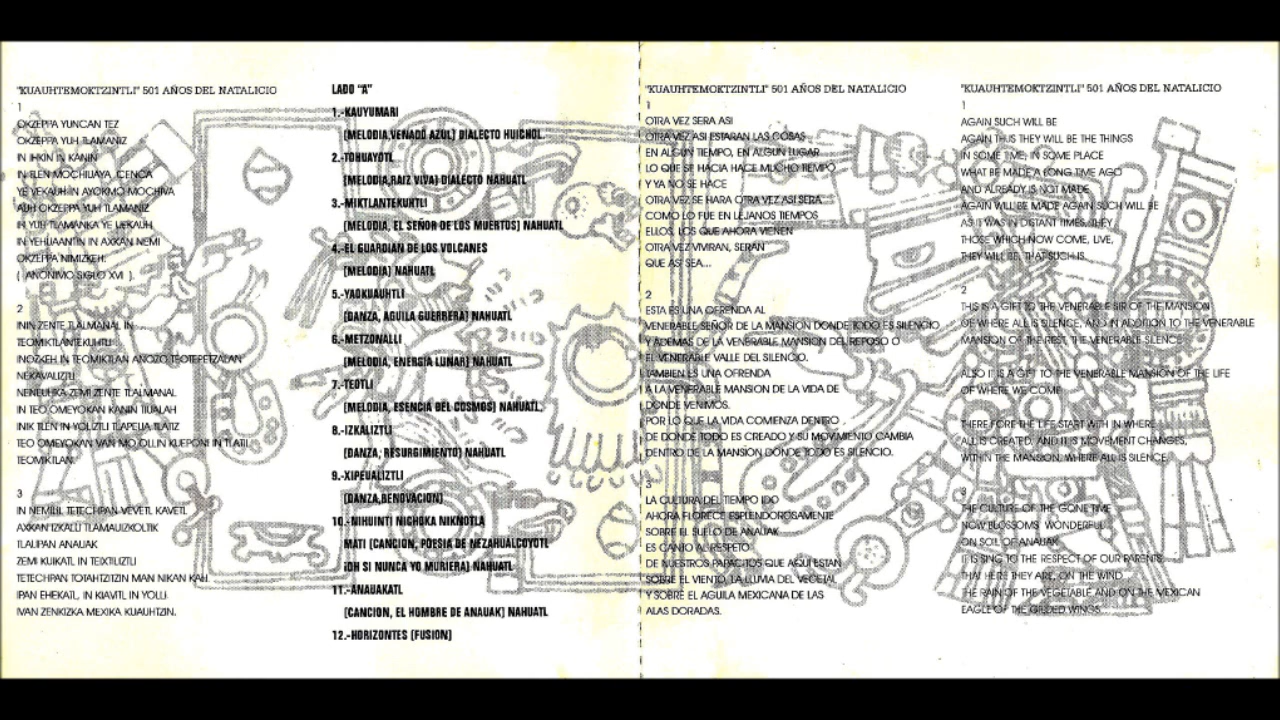 "KUAUHTEMOKTZINTLI" 501 AÑOS DEL NATALICIO
1
OKZEPPA YUNCAN TEZ
OKZEPPA YUH TLAMANIZ
IN IHKIN IN KANIN
IN TLEN MOCHIUAYA, CENCA
YE VEKAUH IN AYOKMO MOCHIVA
AUH OKZEPPA YUH TLAMANIZ
IH YUH TLAMANKA YE UEKAUH
IN YEHUAANTIN IN AXKAN NEMI
OKZEPPA NIMIZKEH.
( ANONIMO SIGLO XVI ).
2
ININ ZENTE TLALMANAL IN
TEOMIKTLANTEKUHTLI
INOZKEH IN TEOMIKTLAN ANOZO TEOTEPETZALAN
NEKAVALIZTLI
NENEUHKA ZEMI ZENTE TLALMANAL
IN TEO OMEYOKAN KANIN TIUALAH
INIK TLEN IN YOLIZTLI TLAPELIA TLATIZ
TEO OMEYOKAN VAN MO OLLIN KUEPONI IN TLATIL
TEOMIKTLAN.
3
IN NEMILIL TETECHPAN VEVETL KAVETL
AXKAN IZKALLI TLAMAUIZKOLTIK
TLALIPAN ANAUAK
ZEMI KUIKATL IN TEIXTILIZTLI
TETECHPAN TOTAHTZITZIN MAN NIKAN KAH
IPAN EHEKATL, IN KIAVITL IN YOLLI
IVAN ZENKIZKA MEXIKA KUAUHTZIN.
LADO "A"
1.-KAUYUMARI
[MELODIA,VENADO AZUL] DIALECTO HUICHOL.
2.-TOHUAYOTL
[MELODIA,RAIZ VIVA] DIALECTO NAHUATL
3.-MIKTLANTEKUHTLI
[MELODIA, EL SEÑOR DE LOS MUERTOS] NAHUATL
4.-EL GUARDIAN DE LOS VOLCANES
[MELODIA] NAHUATL
5.-YAOKUAUHTLI
[DANZA, AGUILA GUERRERA] NAHUATL
6.-METZONALLI
[MELODIA, ENERGIA LUNAR] NAHUATL
7.-TEOTLI
[MELODIA, ESENCIA DEL COSMOS] NAHUATL,
8.-IZKALIZTLI
[DANZA, RESURGIMIENTO] NAHUATL
9.-XIPEUALIZTLI
[DANZA,RENOVACION]
10.-NIHUINTI NICHOKA NIKNOTLA
MATI [CANCION, POESIA DE NEZAHUALCOYOTL
¡OH SI NUNCA YO MURIERA] NAHUATL
11.-ANAUAKATL
[CANCION, EL HOMBRE DE ANAUAK] NAHUATL
12.-HORIZONTES [FUSION]
"KUAUHTEMOKTZINTLI" 501 AÑOS DEL NATALICIO
1
OTRA VEZ SERA ASI
OTRA VEZ ASI ESTARAN LAS COSAS
EN ALGUN TIEMPO, EN ALGUN LUGAR
LO QUE SE HACIA HACE MUCHO TIEMPO
Y YA NO SE HACE
OTRA VEZ SE HARA OTRA VEZ ASI SERA
COMO LO FUE EN LEJANOS TIEMPOS
ELLOS, LOS QUE AHORA VIENEN
OTRA VEZ VIVIRAN, SERAN
QUE ASI SEA...
2
ESTA ES UNA OFRENDA AL
VENERABLE SEÑOR DE LA MANSION DONDE TODO ES SILENCIO
Y ADEMAS DE LA VENERABLE MANSION DEL REPOSO O
EL VENERABLE VALLE DEL SILENCIO.
TAMBIEN ES UNA OFRENDA
A LA VENERABLE MANSION DE LA VIDA DE
DONDE VENIMOS.
POR LO QUE LA VIDA COMIENZA DENTRO
DE DONDE TODO ES CREADO Y SU MOVIMIENTO CAMBIA
DENTRO DE LA MANSION DONDE TODO ES SILENCIO.
3
LA CULTURA DEL TIEMPO IDO
AHORA FLORECE ESPLENDOROSAMENTE
SOBRE EL SUELO DE ANAUAK
ES CANTO AL RESPETO
DE NUESTROS PAPACITOS QUE AQUI ESTAN
SOBRE EL VIENTO, LA LLUVIA DEL VEGETAL
Y SOBRE EL AGUILA MEXICANA DE LAS
ALAS DORADAS.
"KUAUHTEMOKTZINTLI" 501 AÑOS DEL NATALICIO
1
AGAIN SUCH WILL BE
AGAIN THUS THEY WILL BE THE THINGS
IN SOME TIME, IN SOME PLACE
WHAT BE MADE A LONG TIME AGO
AND ALREADY IS NOT MADE
AGAIN WILL BE MADE AGAIN SUCH WILL BE
AS IT WAS IN DISTANT TIMES, THEY
THOSE WHICH NOW COME, LIVE,
THEY WILL BE, THAT SUCH IS...
2
THIS IS A GIFT TO THE VENERABLE SIR OF THE MANSION
OF WHERE ALL IS SILENCE, AND IN ADDITION TO THE VENERABLE
MANSION OF THE REST, THE VENERABLE SILENCE
ALSO IT IS A GIFT TO THE VENERABLE MANSION OF THE LIFE
OF WHERE WE COME
THERE FORE THE LIFE START WITH IN WHERE
ALL IS CREATED, AND IT IS MOVEMENT CHANGES,
WITHIN THE MANSION, WHERE ALL IS SILENCE.
3
THE CULTURE OF THE GONE TIME
NOW BLOSSOMS WONDERFUL
ON SOIL OF ANAUAK
IT IS SING TO THE RESPECT OF OUR PARENTS
THAT HERE THEY ARE, ON THE WIND
THE RAIN OF THE VEGETABLE AND ON THE MEXICAN
EAGLE OF THE GILDED WINGS.